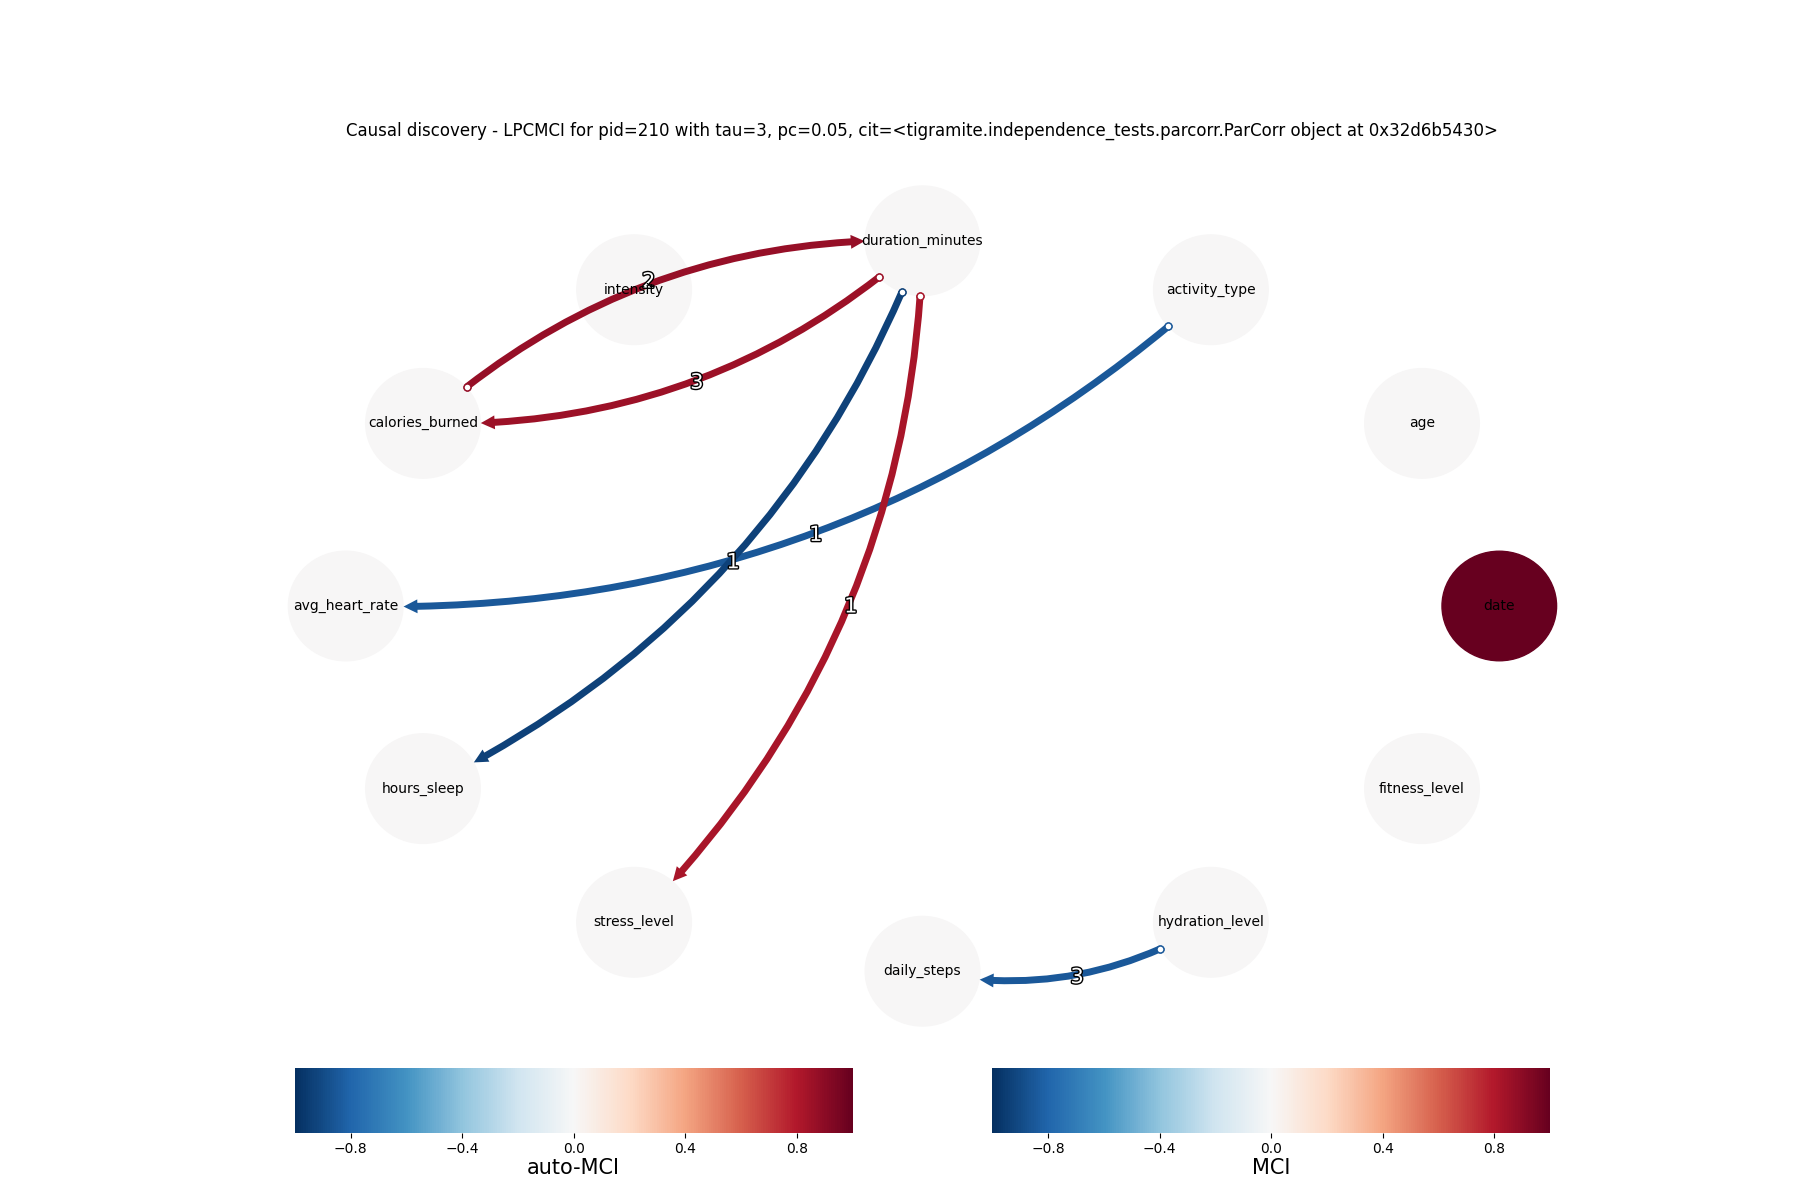 Causal discovery - LPCMCI for pid=210 with tau=3, pc=0.05, cit=<tigramite.independence_tests.parcorr.ParCorr object at 0x32d6b5430>
duration_minutes
2
intensity
activity_type
3
calories_burned
age
1
1
avg_heart_rate
1
date
hours_sleep
fitness_level
stress_level
hydration_level
daily_steps
3
−0.8 −0.4 0.0 0.4 0.8
auto-MCI
−0.8 −0.4 0.0 0.4 0.8
MCI